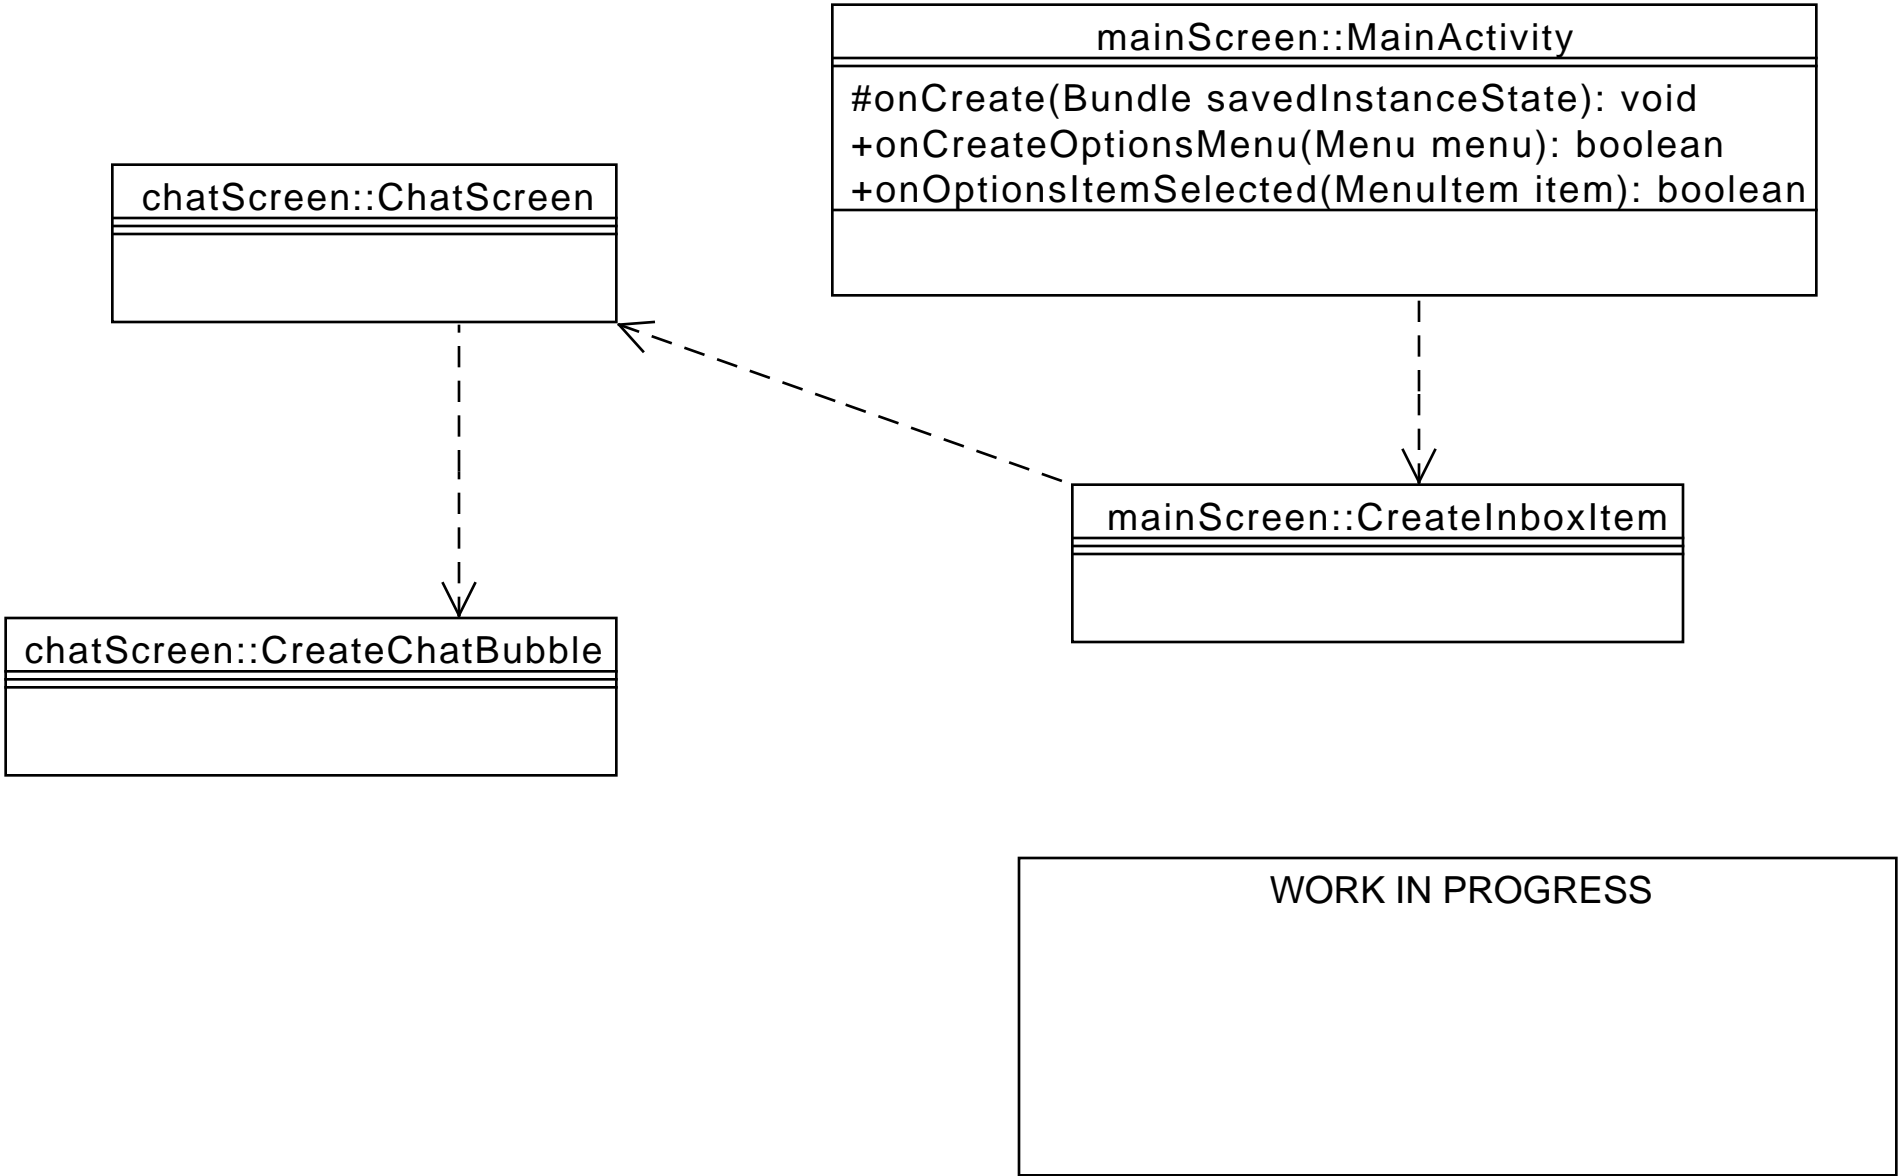 mainScreen::MainActivity
#onCreate(Bundle savedInstanceState): void
+onCreateOptionsMenu(Menu menu): boolean
+onOptionsItemSelected(MenuItem item): boolean
chatScreen::ChatScreen
mainScreen::CreateInboxItem
chatScreen::CreateChatBubble
WORK IN PROGRESS